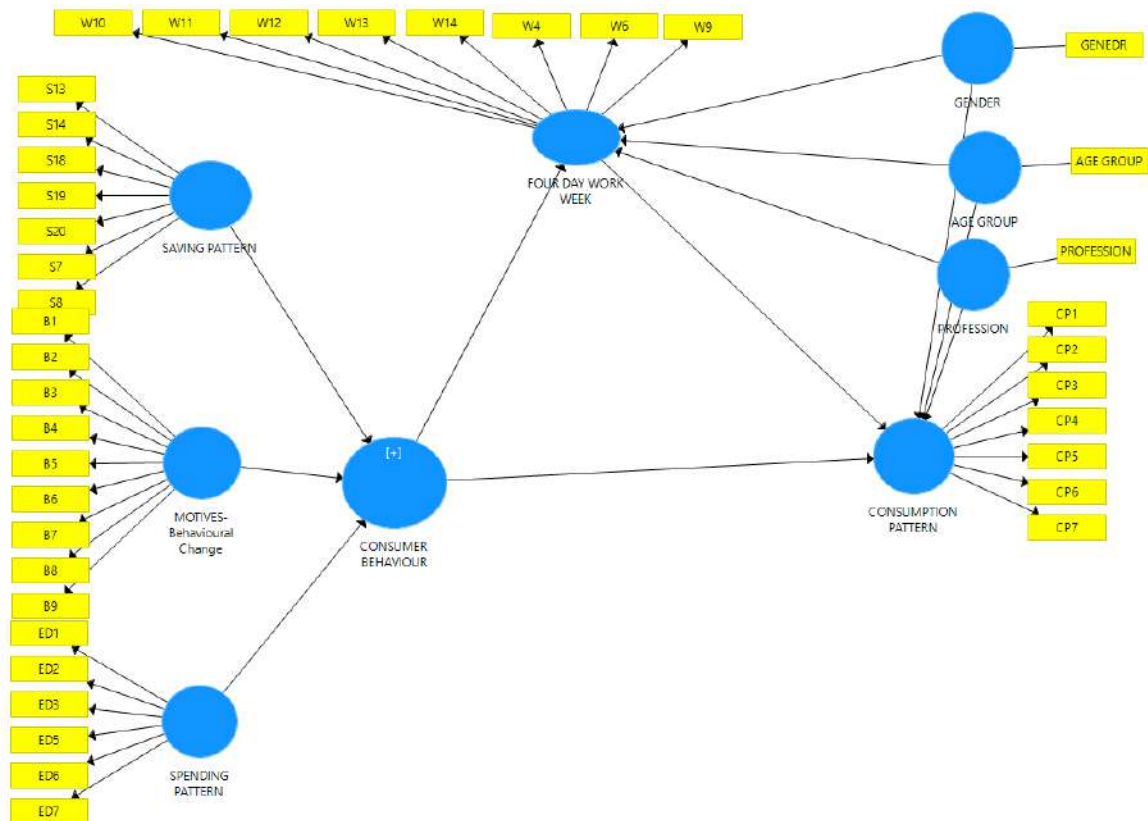 W10
W11
W12
W13
W14
W4
W6
W9
GENEDR
GENDER
S13
S14
S18
S19
S20
S7
S8
SAVING PATTERN
FOUR DAY WORK
WEEK
AGE GROUP
AGE GROUP
PROFESSION
PROFESSION
B1
B2
B3
B4
B5
B6
B7
B8
B9
MOTIVES-
Behavioural
Change
[+]
CONSUMER
BEHAVIOUR
CONSUMPTION
PATTERN
CP1
CP2
CP3
CP4
CP5
CP6
CP7
ED1
ED2
ED3
ED5
ED6
ED7
SPENDING
PATTERN